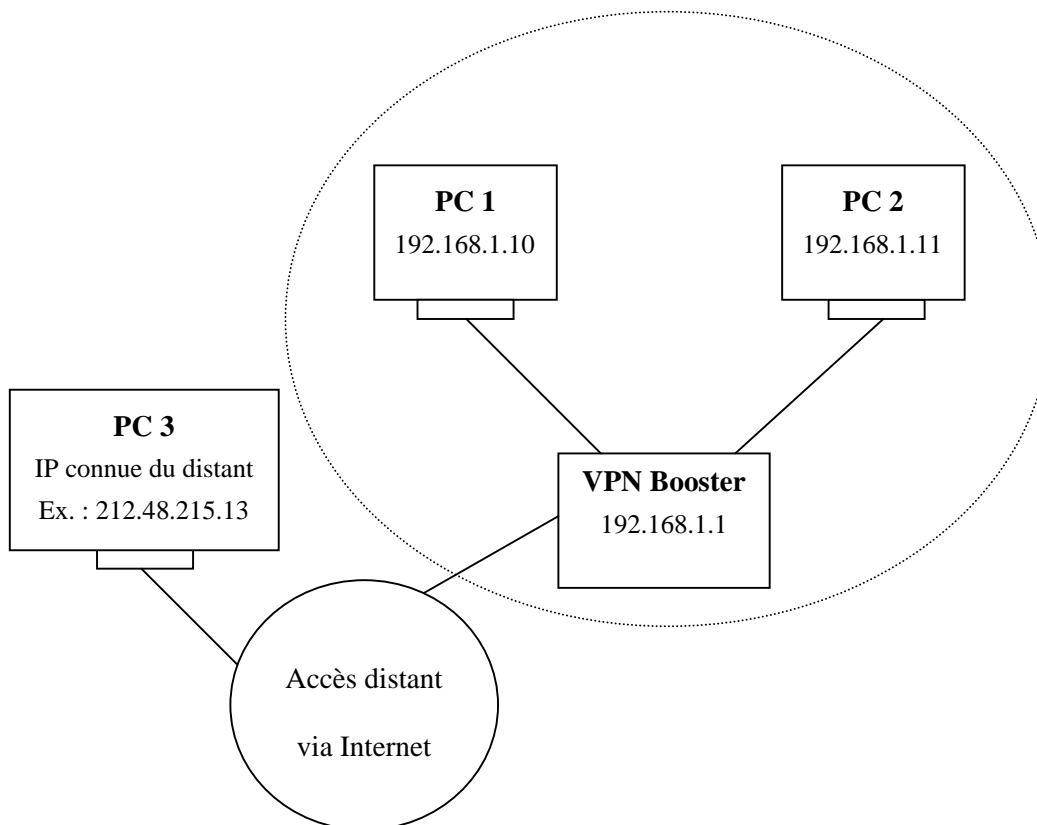 PC 1
192.168.1.10
PC 2
192.168.1.11
PC 3
IP connue du distant
Ex. : 212.48.215.13
VPN Booster
192.168.1.1
Accès distant
via Internet